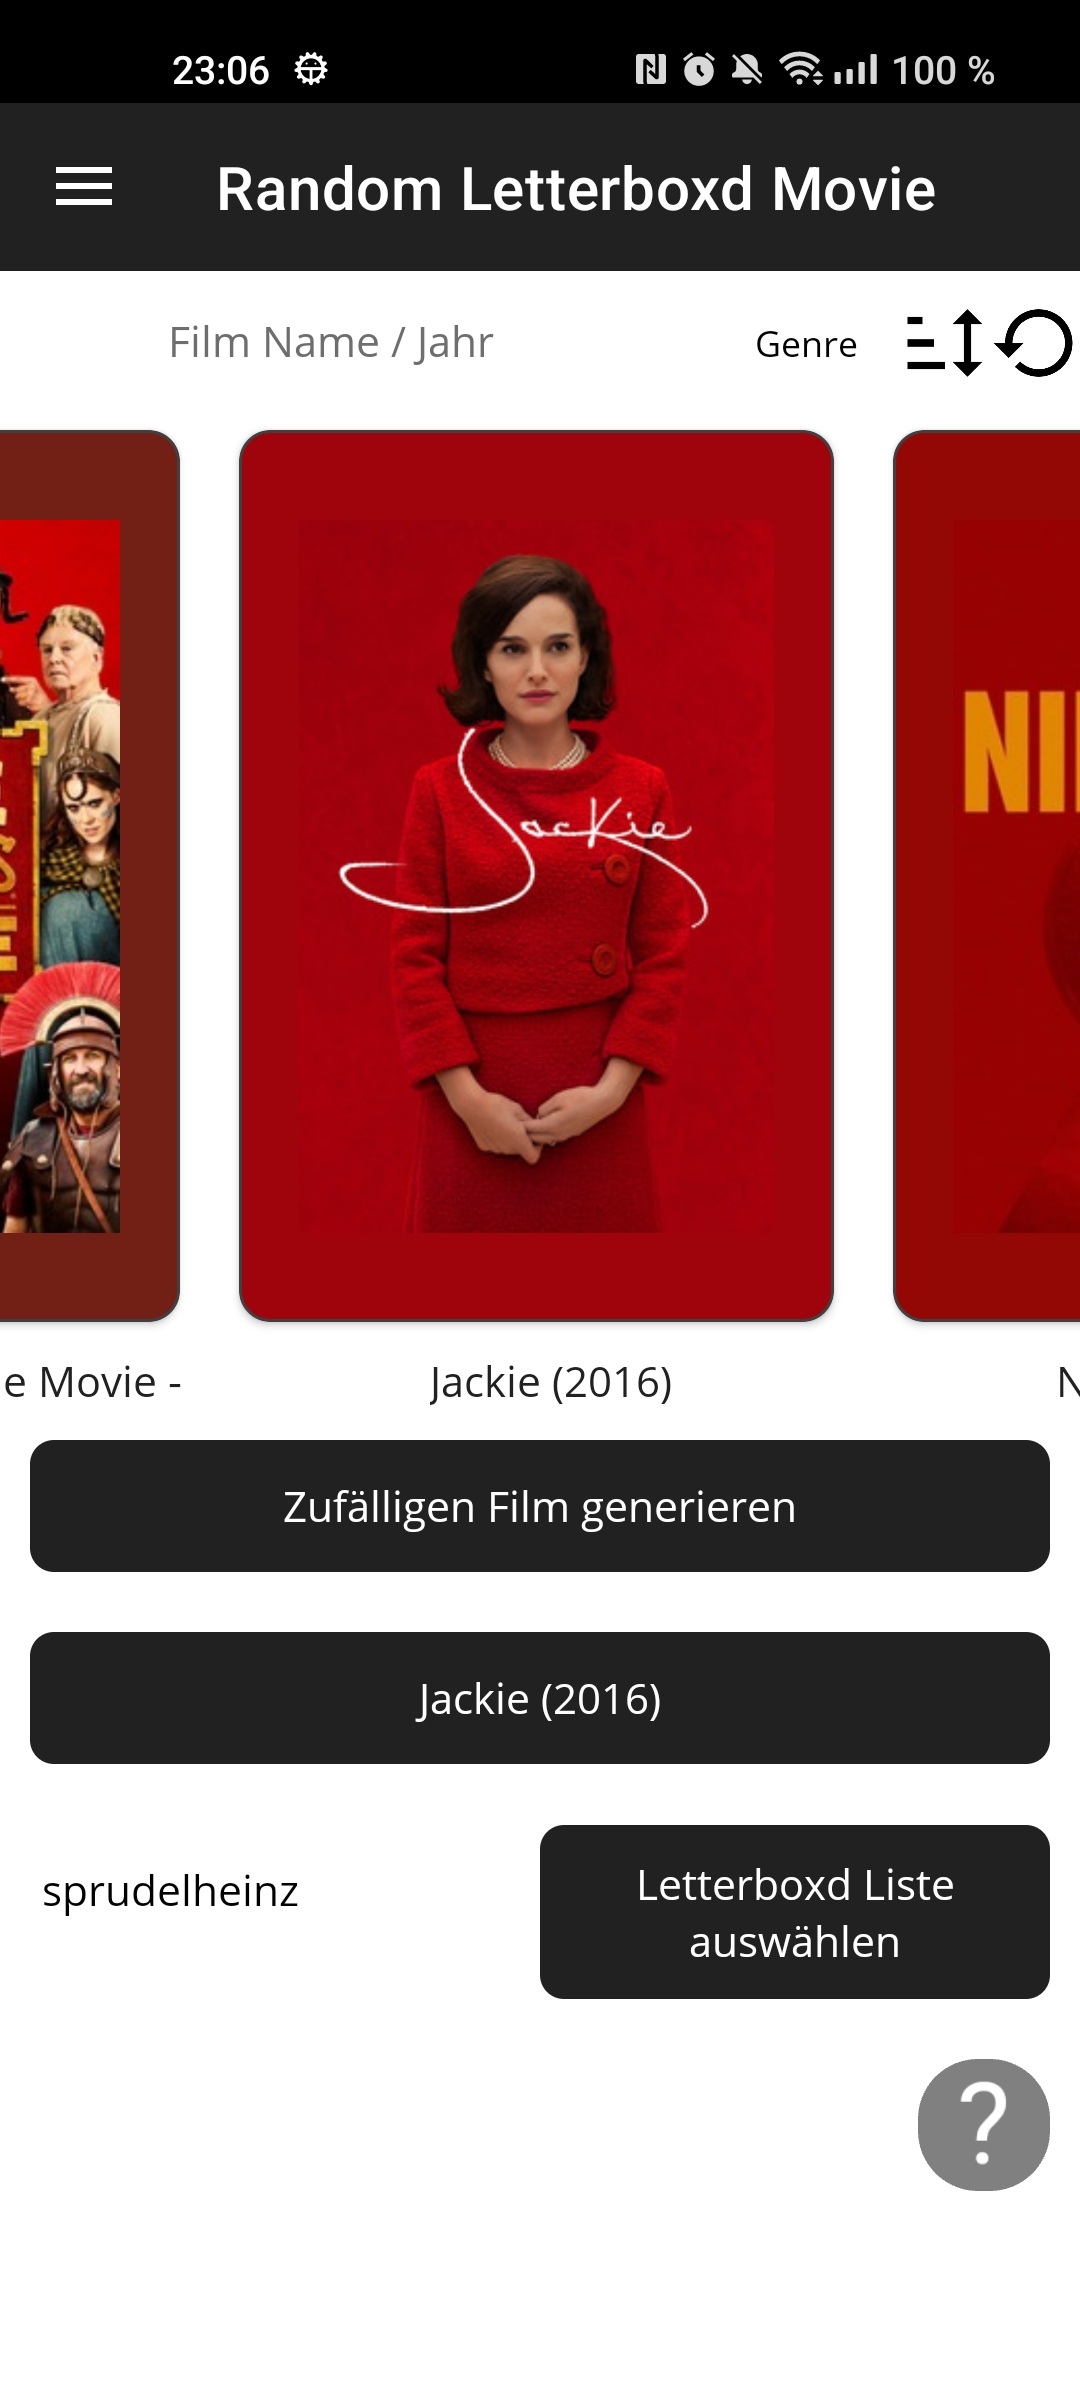 23:06
100 %
Random Letterboxd Movie
Film Name / Jahr
Genre
Jackie
NI
e Movie -
Jackie (2016)
N
Zufälligen Film generieren
Jackie (2016)
sprudelheinz
Letterboxd Liste
auswählen
?